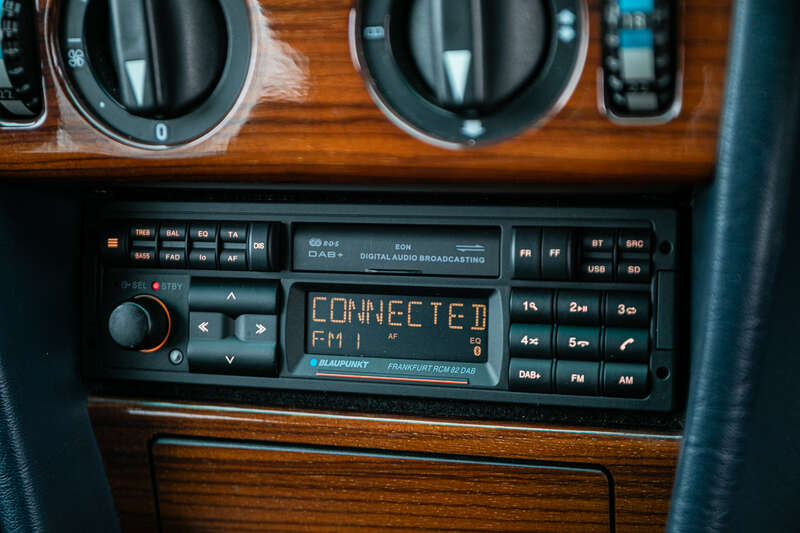 0
TREB BAL EQ TA
BASS FAD lo AF
DIS
SEL STBY
RDS
DAB+
EON
DIGITAL AUDIO BROADCASTING
CONNECTED
FM1 AF EQ
BLAUPUNKT FRANKFURT RCM 82 DAB
FR FF
BT SRC
USB SD
1 2 3
4 5
DAB+ FM AM